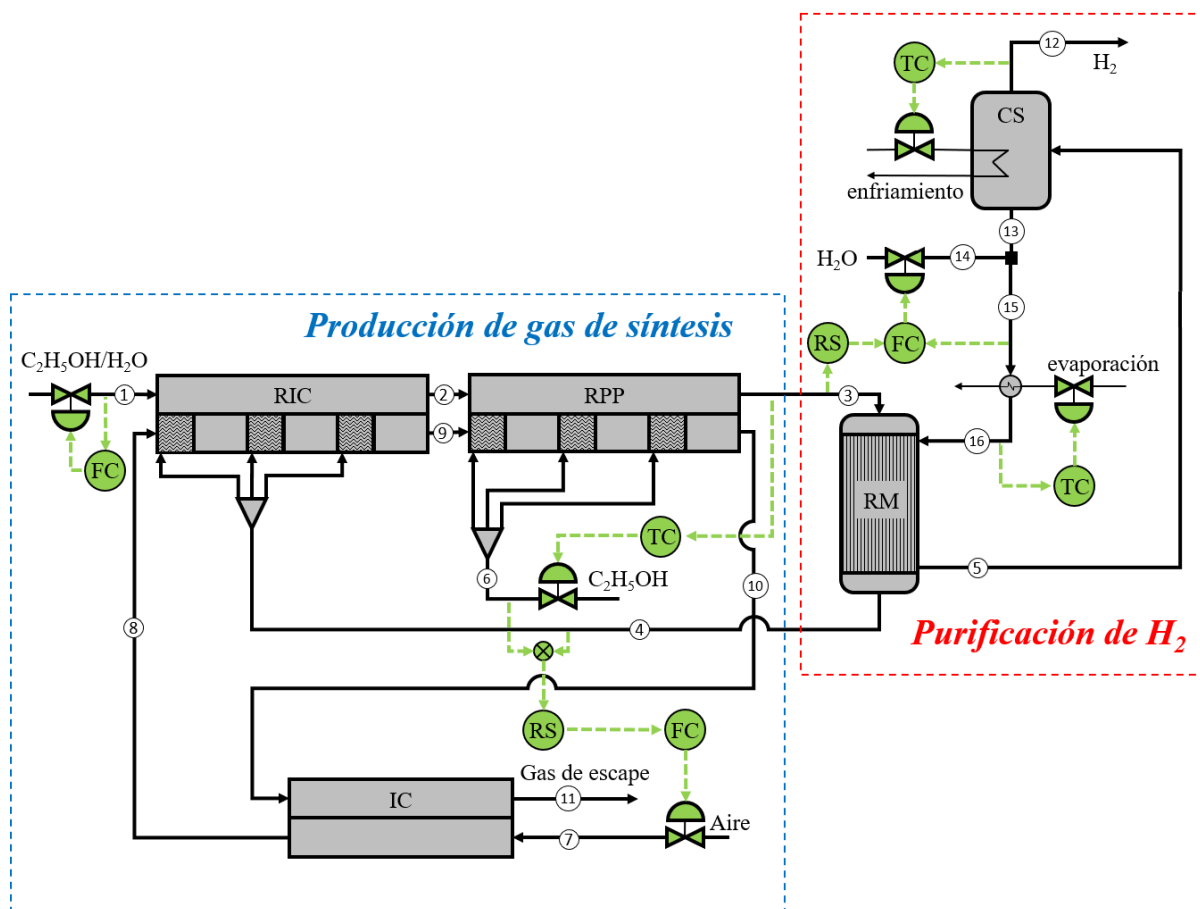 12
TC
H₂
CS
enfriamiento
13
H₂O
14
15
RS
FC
evaporación
Producción de gas de síntesis
C₂H₅OH/H₂O
1
RIC
2
RPP
3
9
FC
16
TC
RM
TC
6
C₂H₅OH
10
5
8
4
Purificación de H₂
RS
FC
Gas de escape
IC
11
7
Aire